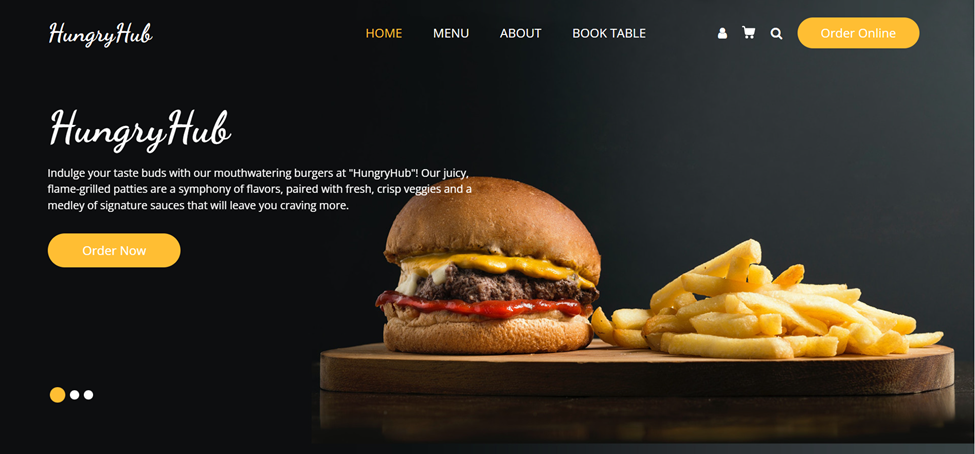 HungryHub
HOME MENU ABOUT BOOK TABLE
Order Online
HungryHub
Indulge your taste buds with our mouthwatering burgers at "HungryHub"! Our juicy,
flame-grilled patties are a symphony of flavors, paired with fresh, crisp veggies and a
medley of signature sauces that will leave you craving more.
Order Now